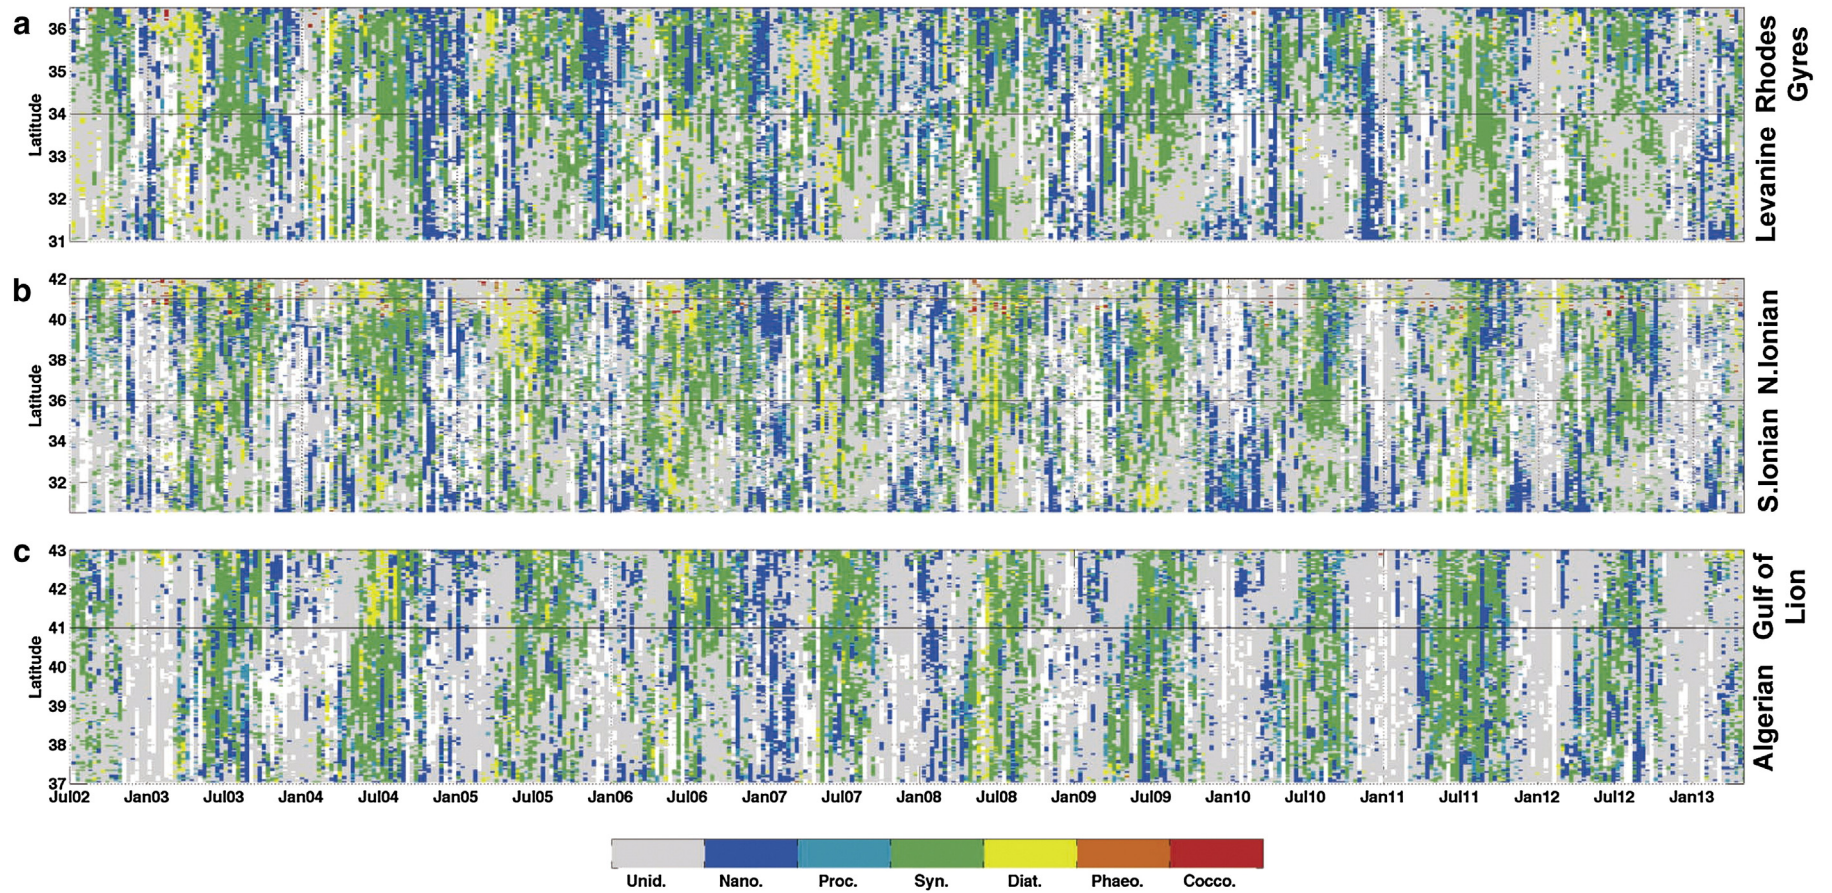 a
36
35
34
33
32
31
Latitude
Levanine Rhodes
Gyres
b
42
40
38
36
34
32
Latitude
S.Ionian N.Ionian
c
43
42
41
40
39
38
37
Latitude
Algerian Gulf of
Lion
Jul02 Jan03 Jul03 Jan04 Jul04 Jan05 Jul05 Jan06 Jul06 Jan07 Jul07 Jan08 Jul08 Jan09 Jul09 Jan10 Jul10 Jan11 Jul11 Jan12 Jul12 Jan13
Unid. Nano. Proc. Syn. Diat. Phaeo. Cocco.